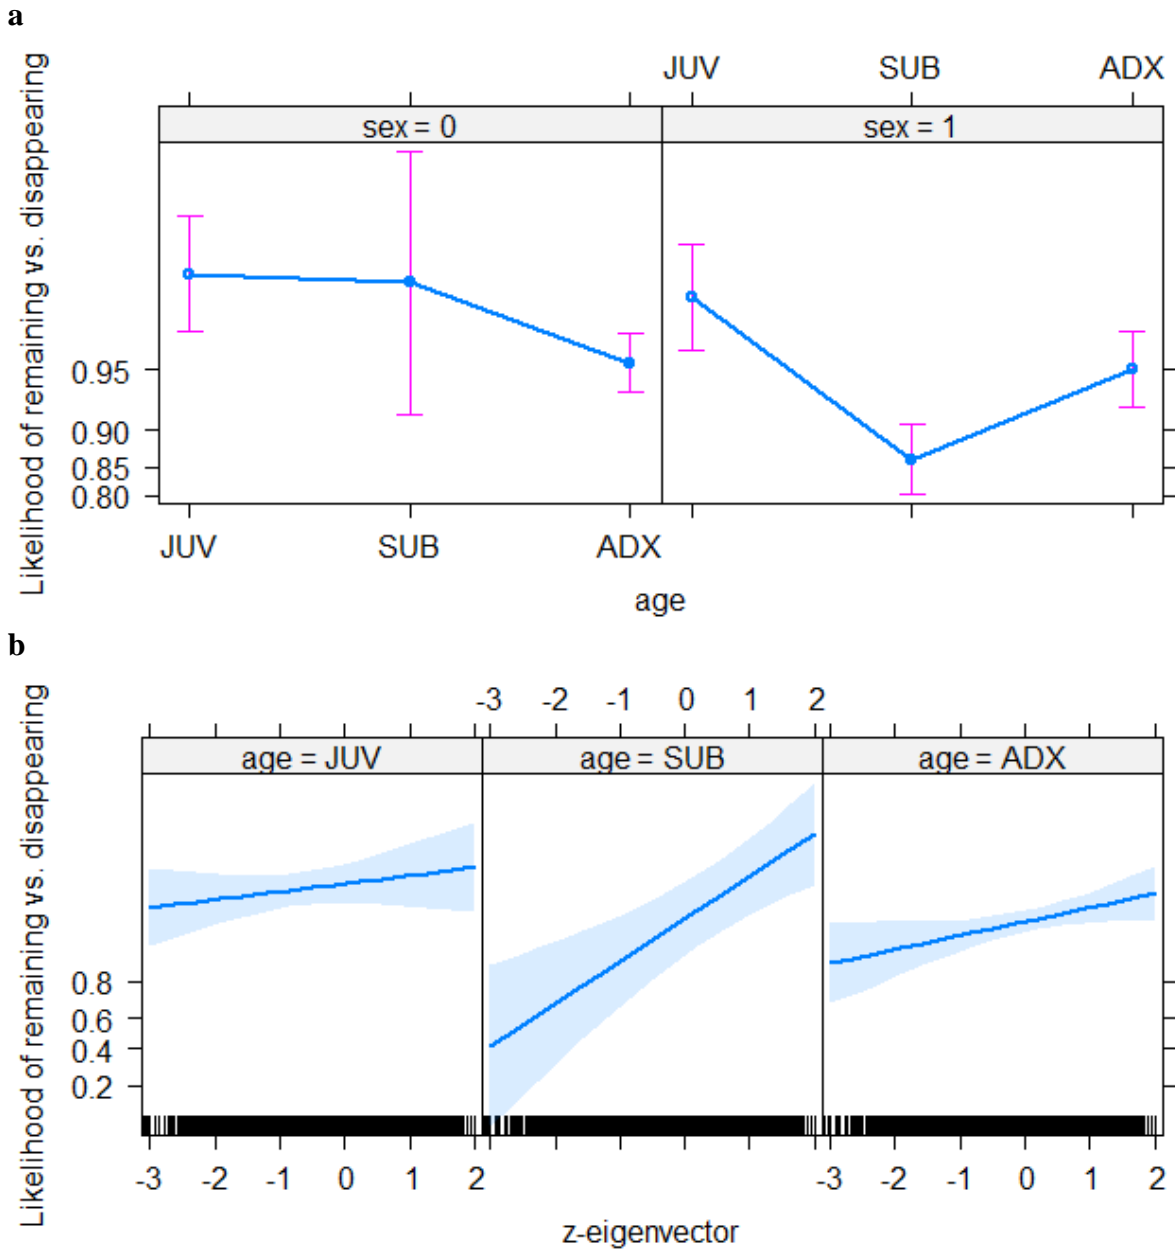 a
Likelihood of remaining vs. disappearing
JUV SUB ADX
sex = 0 sex = 1
0.95
0.90
0.85
0.80
JUV SUB ADX
age
b
Likelihood of remaining vs. disappearing
-3 -2 -1 0 1 2
age = JUV age = SUB age = ADX
0.8
0.6
0.4
0.2
-3 -2 -1 0 1 2 -3 -2 -1 0 1 2
z-eigenvector